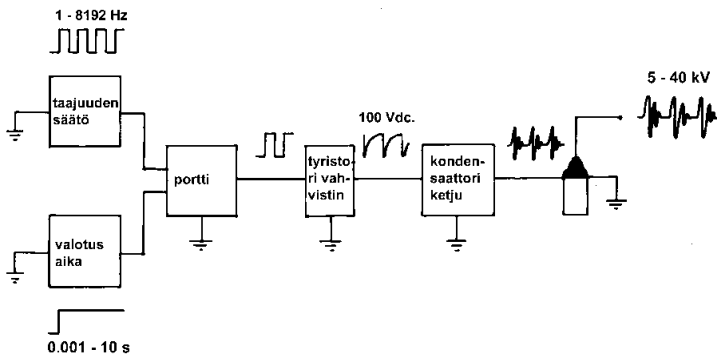 1 - 8192 Hz
taajuuden
säätö
valotus
aika
0.001 - 10 s
portti
tyristo-
ri vah-
vistin
100 Vdc.
konden-
saattori
ketju
5 - 40 kV